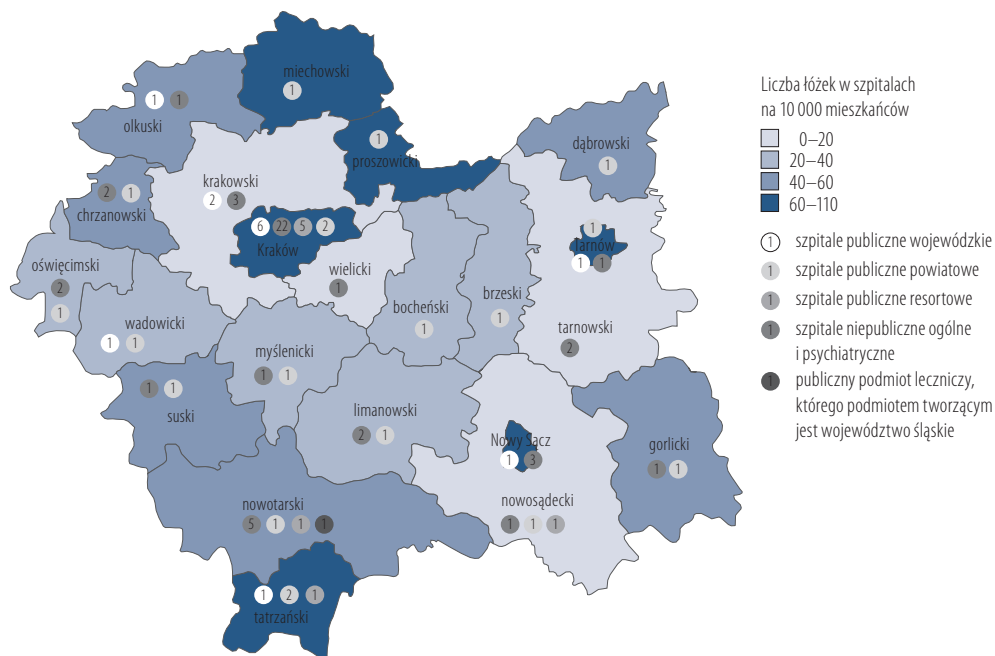 miechowski
1
1 1
olkuski
1
proszowicki
dąbrowski
1
krakowski
2 3
2 1
chrzanowski
6 22 5 2
Kraków
1
Tarnów
1 1
oświęcimski
2
1
wielicki
1
bocheński
1
brzeski
1
wadowicki
1 1
tarnowski
2
myślenicki
1 1
1 1
suski
limanowski
2 1
Nowy Sącz
1 3
gorlicki
1 1
nowotarski
5 1 1 1
nowosądecki
1 1 1
1 2 1
tatrzański
Liczba łóżek w szpitalach
na 10 000 mieszkańców
0–20
20–40
40–60
60–110
1 szpitale publiczne wojewódzkie
1 szpitale publiczne powiatowe
1 szpitale publiczne resortowe
1 szpitale niepubliczne ogólne
i psychiatryczne
1 publiczny podmiot leczniczy,
którego podmiotem tworzącym
jest województwo śląskie